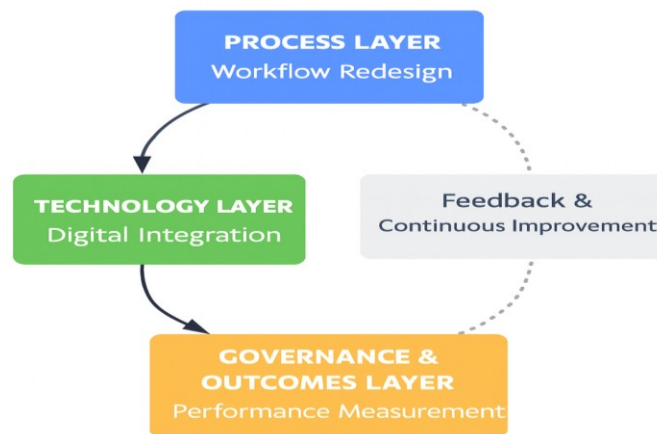 PROCESS LAYER
Workflow Redesign
TECHNOLOGY LAYER
Digital Integration
Feedback &
Continuous Improvement
GOVERNANCE &
OUTCOMES LAYER
Performance Measurement